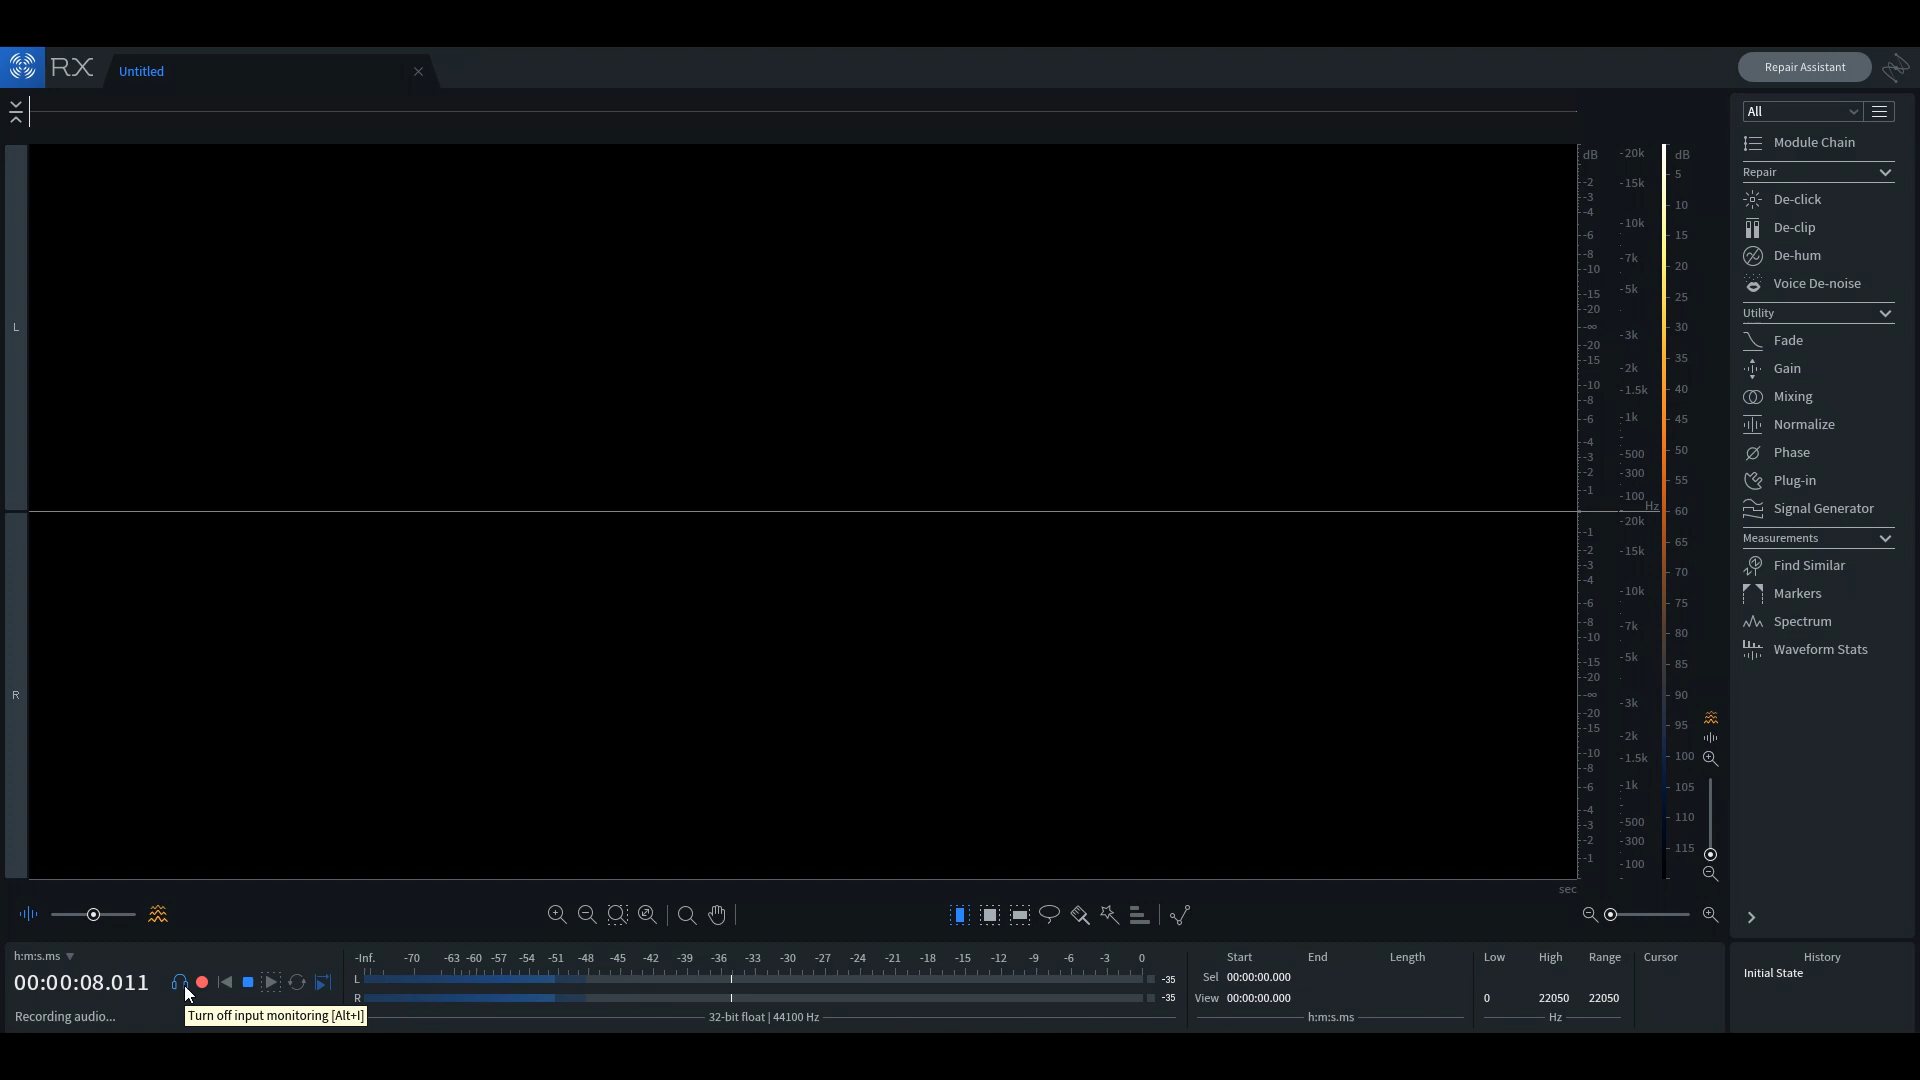 RX
Untitled
Repair Assistant
All
Module Chain
Repair
De-click
De-clip
De-hum
Voice De-noise
Utility
Fade
Gain
Mixing
Normalize
Phase
Plug-in
Signal Generator
Measurements
Find Similar
Markers
Spectrum
Waveform Stats
L
R
dB
-2
-3
-4
-6
-8
-10
-15
-20
-∞
-20
-15
-10
-8
-6
-4
-3
-2
-1
-1
-2
-3
-4
-6
-8
-10
-15
-20
-∞
-20
-15
-10
-8
-6
-4
-3
-2
-1
-20k
-15k
-10k
-7k
-5k
-3k
-2k
-1.5k
-1k
-500
-300
-100
Hz
-20k
-15k
-10k
-7k
-5k
-3k
-2k
-1.5k
-1k
-500
-300
-100
dB
5
10
15
20
25
30
35
40
45
50
55
60
65
70
75
80
85
90
95
100
105
110
115
sec
h:m:s.ms
00:00:08.011
Recording audio...
Turn off input monitoring [Alt+I]
-Inf. -70 -63 -60 -57 -54 -51 -48 -45 -42 -39 -36 -33 -30 -27 -24 -21 -18 -15 -12 -9 -6 -3 0
L -35
R -35
32-bit float | 44100 Hz
Start End Length
Sel 00:00:00.000
View 00:00:00.000
h:m:s.ms
Low High Range
0 22050 22050
Hz
Cursor
History
Initial State